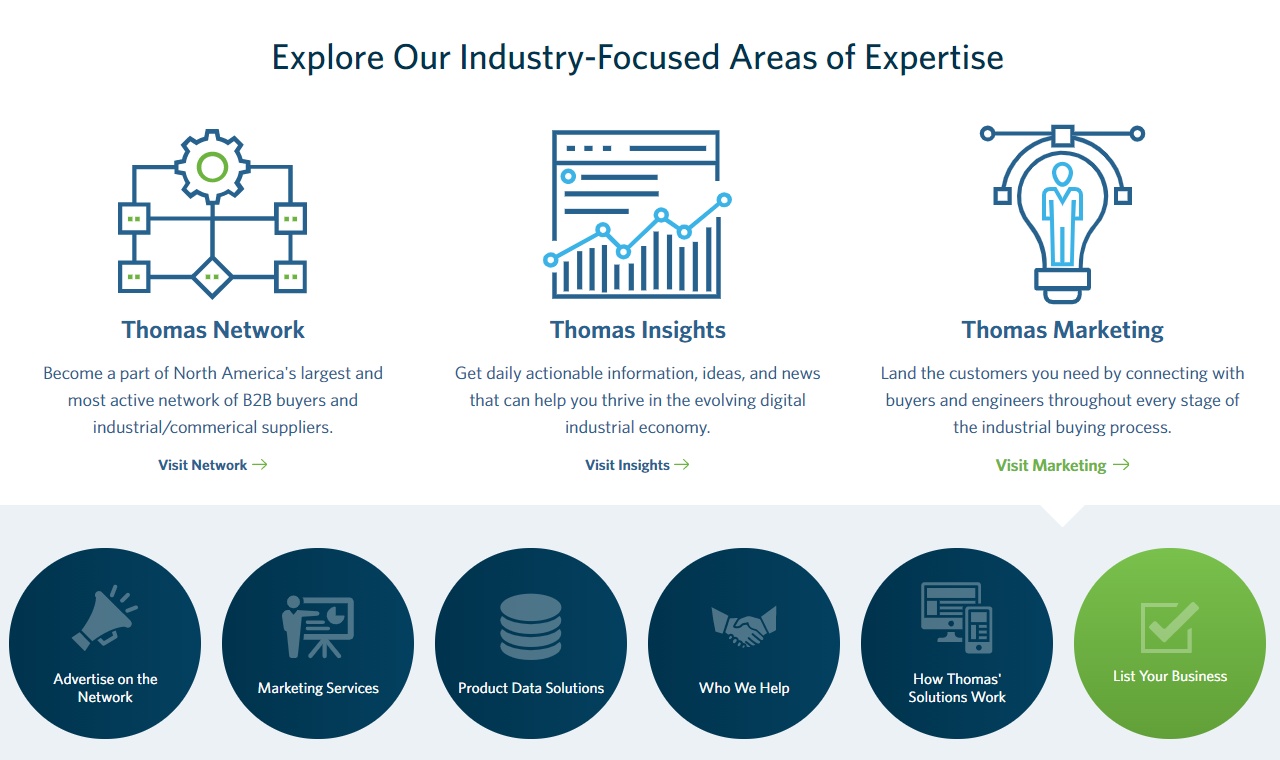 Explore Our Industry-Focused Areas of Expertise
Thomas Network
Become a part of North America's largest and
most active network of B2B buyers and
industrial/commerical suppliers.
Visit Network
Thomas Insights
Get daily actionable information, ideas, and news
that can help you thrive in the evolving digital
industrial economy.
Visit Insights
Thomas Marketing
Land the customers you need by connecting with
buyers and engineers throughout every stage of
the industrial buying process.
Visit Marketing
Advertise on the
Network
Marketing Services
Product Data Solutions
Who We Help
How Thomas'
Solutions Work
List Your Business